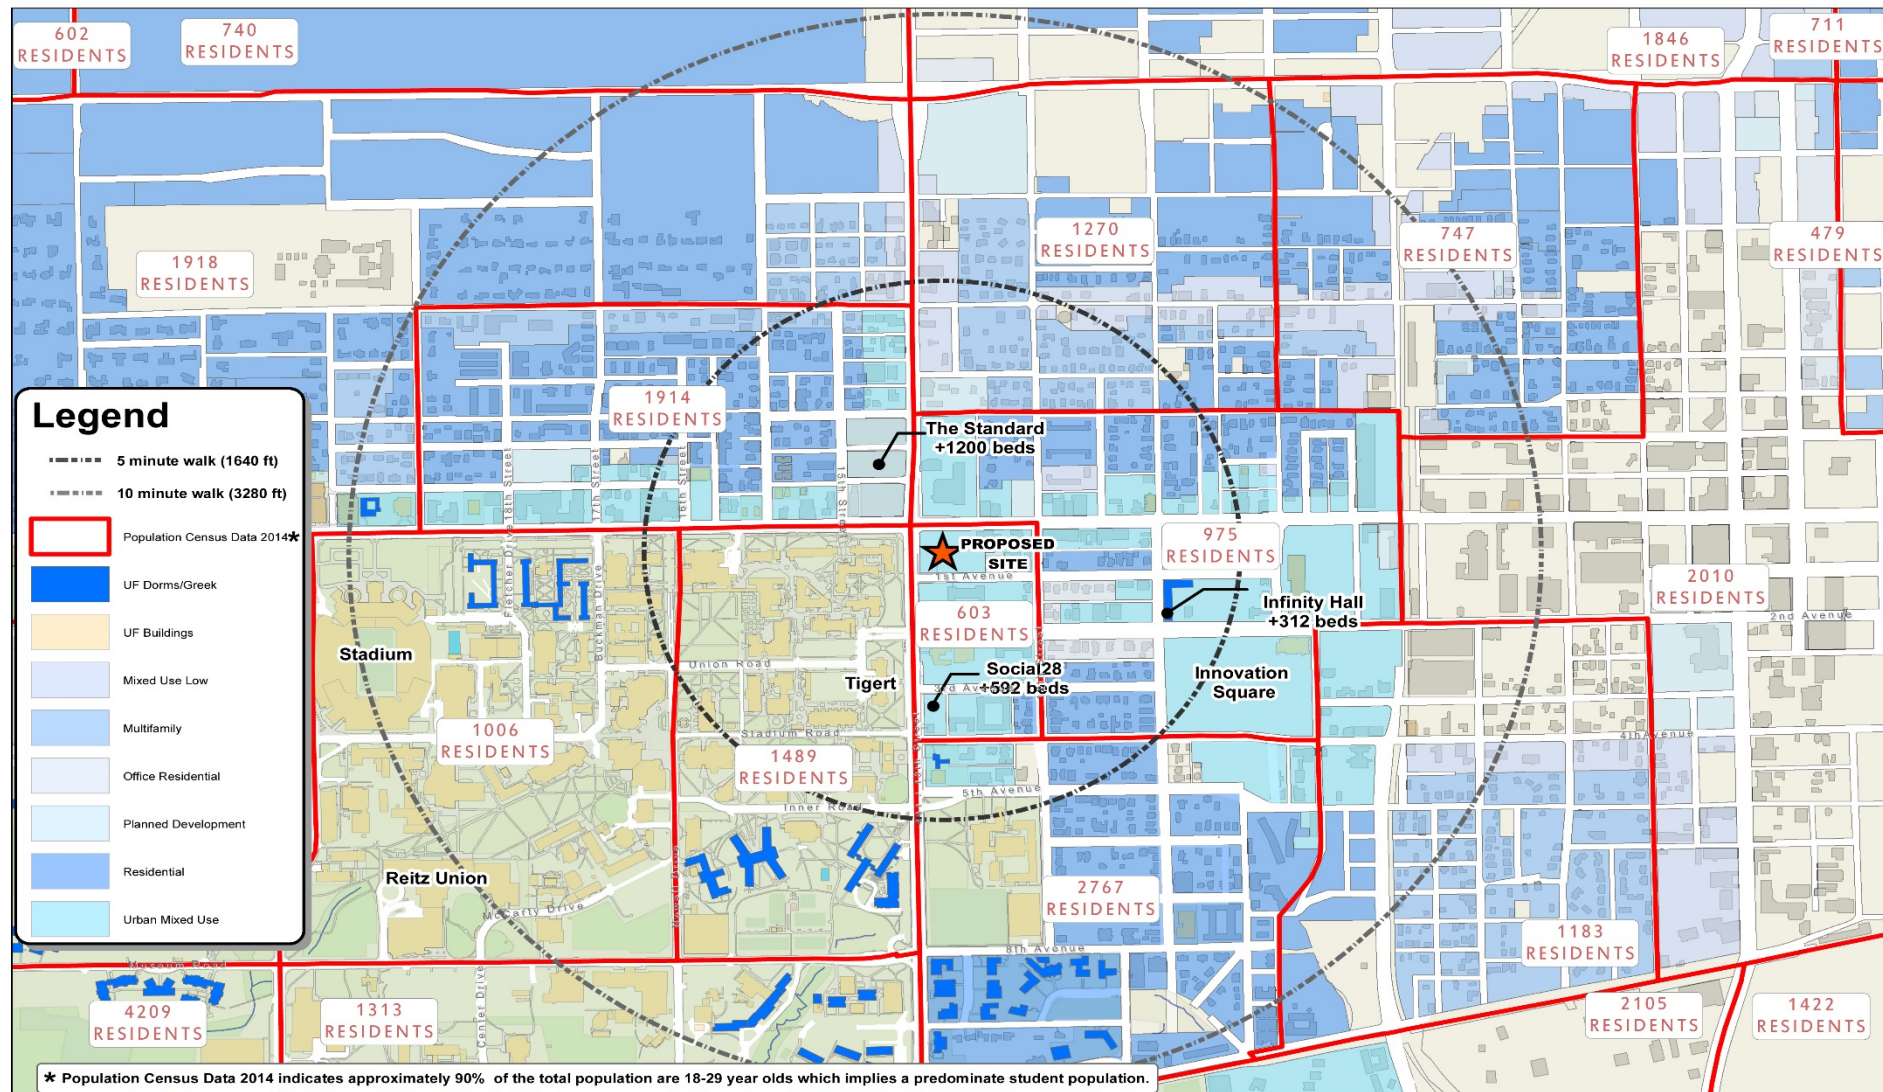 602
RESIDENTS
740
RESIDENTS
1846
RESIDENTS
711
RESIDENTS
1918
RESIDENTS
1270
RESIDENTS
747
RESIDENTS
479
RESIDENTS
1914
RESIDENTS
The Standard
+1200 beds
18th Street
17th Street
16th Street
15th Street
Legend
5 minute walk (1640 ft)
10 minute walk (3280 ft)
Population Census Data 2014*
UF Dorms/Greek
UF Buildings
Mixed Use Low
Multifamily
Office Residential
Planned Development
Residential
Urban Mixed Use
PROPOSED
SITE
1st Avenue
975
RESIDENTS
Fletcher Drive
Buckman Drive
603
RESIDENTS
Infinity Hall
+312 beds
2010
RESIDENTS
2nd Avenue
Stadium
Union Road
Tigert
Social28
+592 beds
3rd Avenue
Innovation
Square
1006
RESIDENTS
Stadium Road
4th Avenue
1489
RESIDENTS
Inner Road
5th Avenue
Reitz Union
McCarty Drive
2767
RESIDENTS
8th Avenue
1183
RESIDENTS
Museum Road
4209
RESIDENTS
1313
RESIDENTS
Center Drive
2105
RESIDENTS
1422
RESIDENTS
* Population Census Data 2014 indicates approximately 90% of the total population are 18-29 year olds which implies a predominate student population.